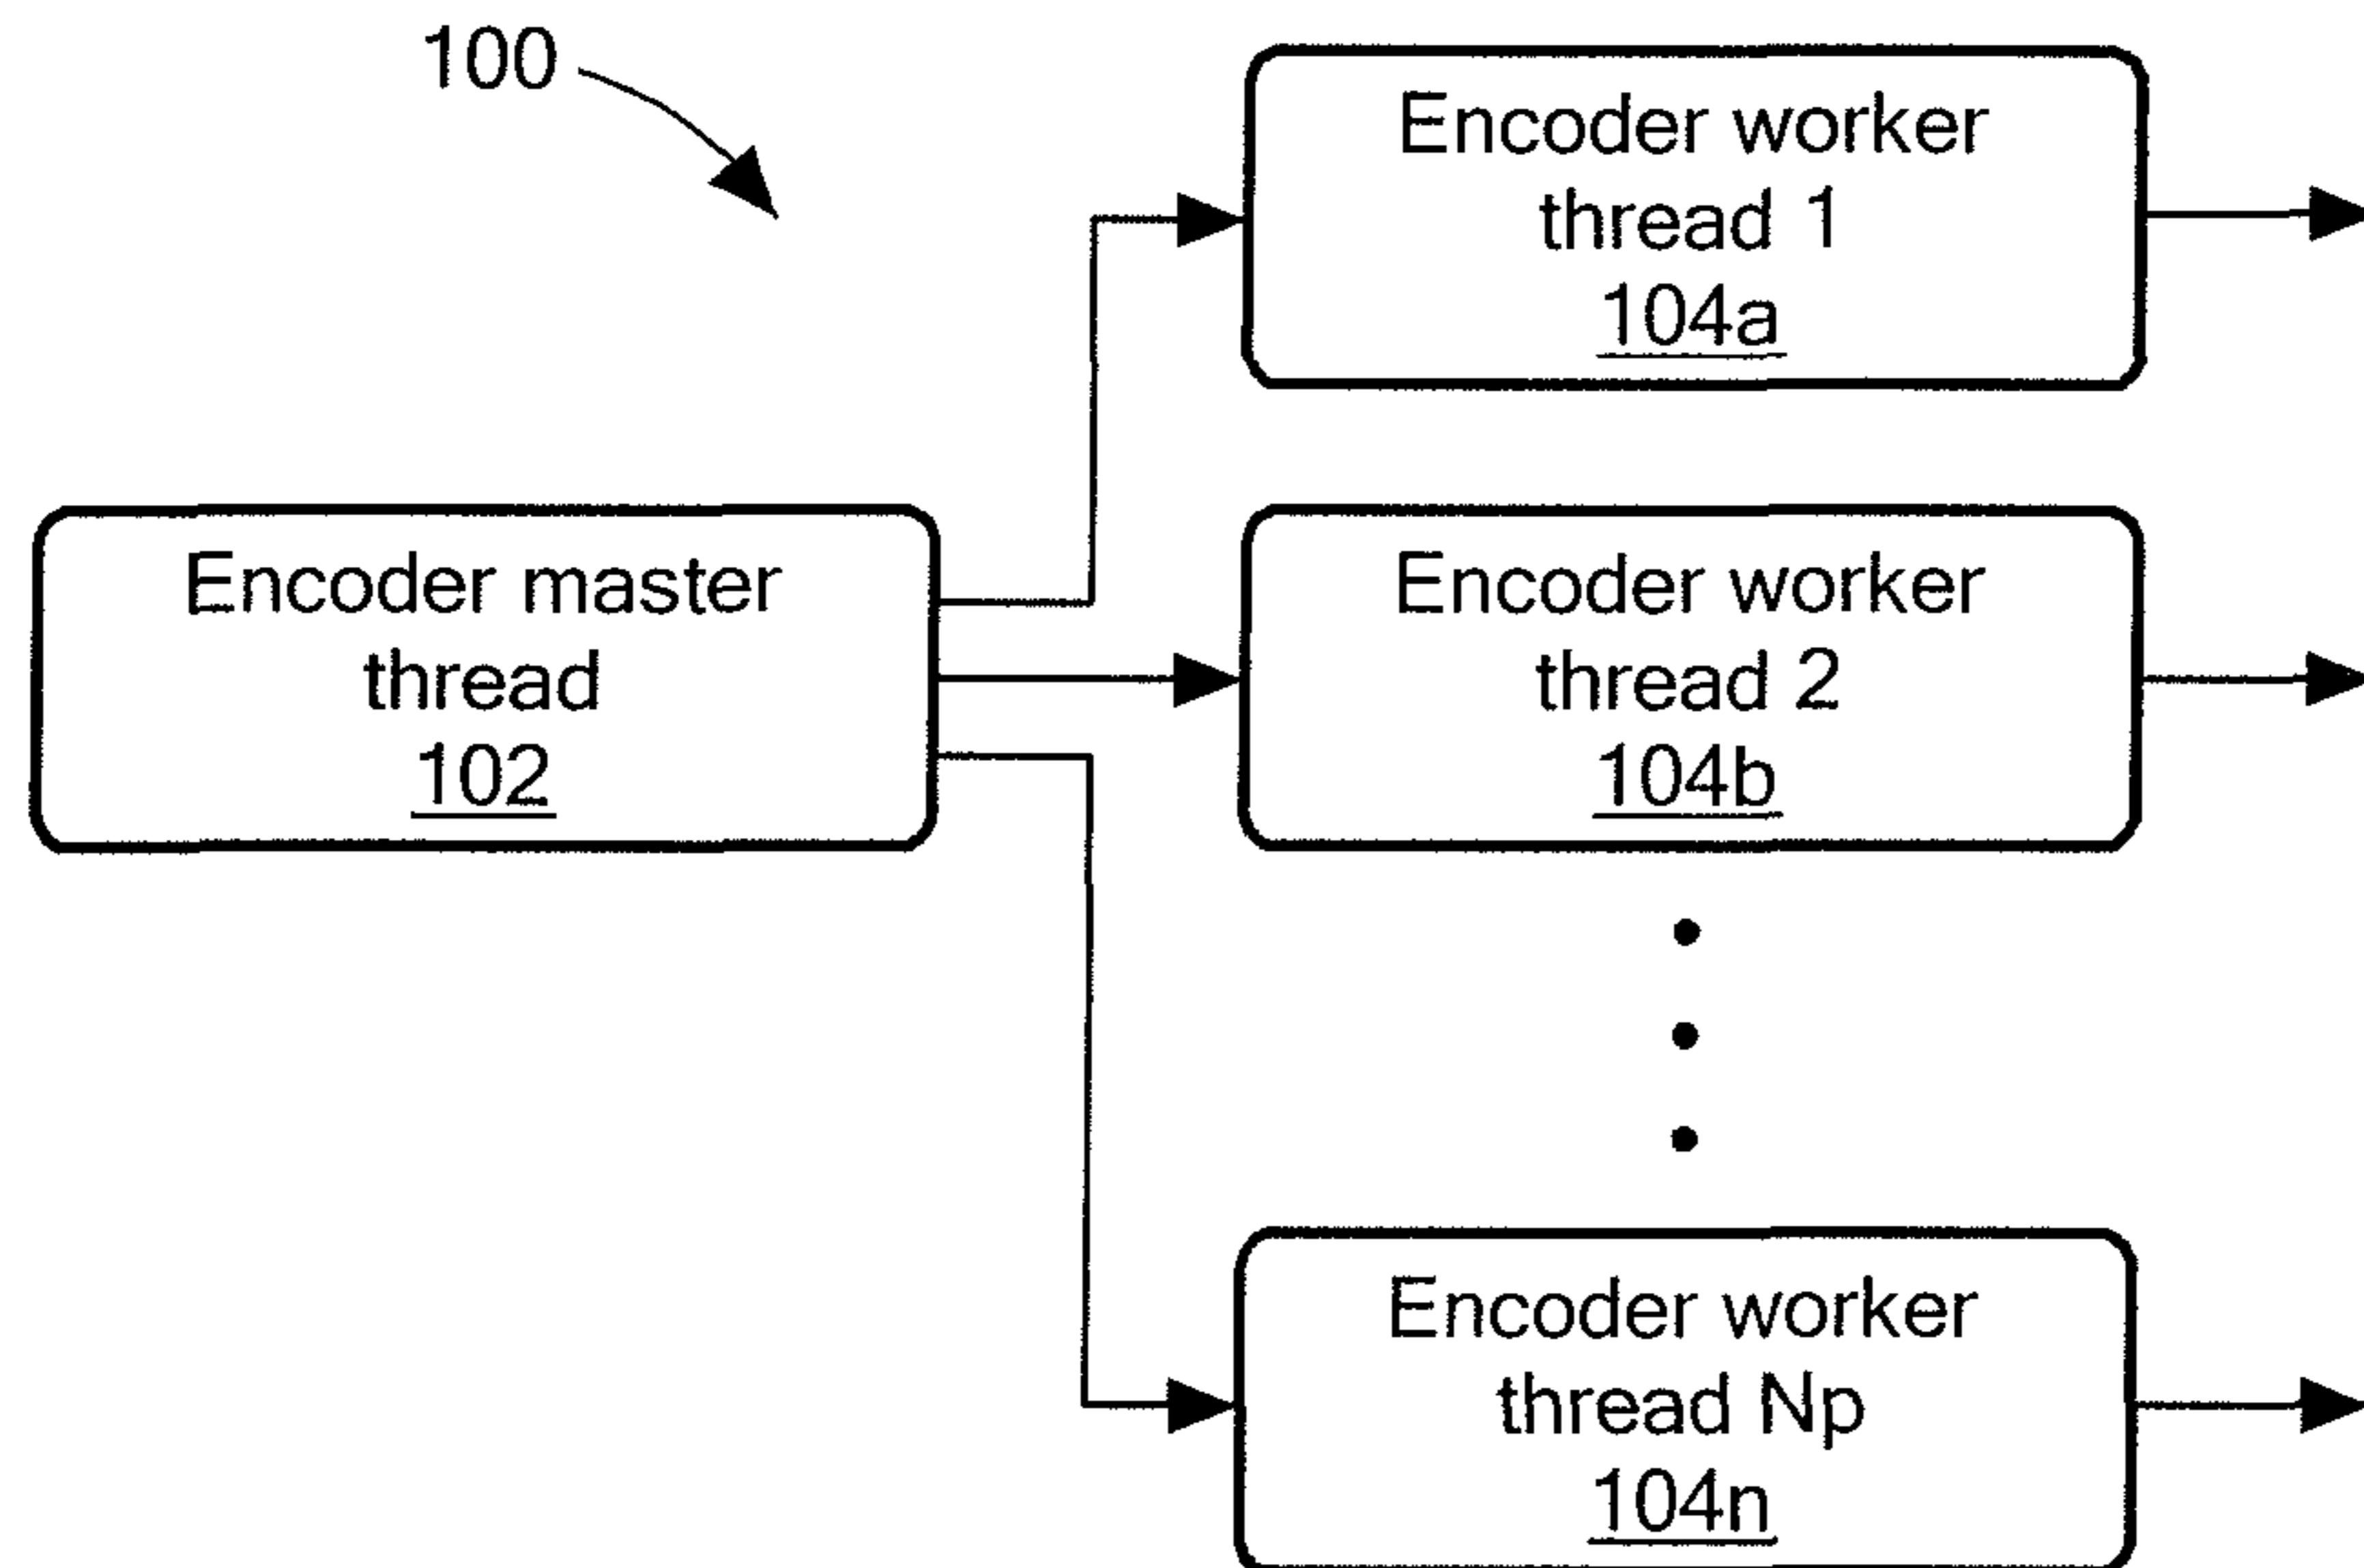 100
Encoder worker
thread 1
104a
Encoder master
thread
102
Encoder worker
thread 2
104b
Encoder worker
thread Np
104n